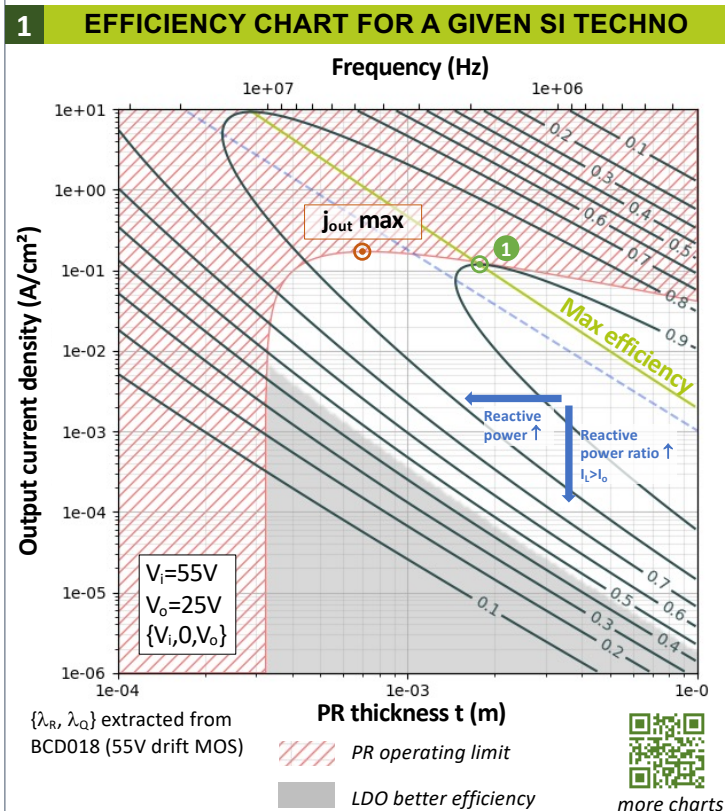 1 EFFICIENCY CHART FOR A GIVEN SI TECHNO
Frequency (Hz)
1e+07 1e+06
Output current density (A/cm²)
1e+01
1e+00
1e-01
1e-02
1e-03
1e-04
1e-05
1e-06
0.1
0.2
0.3
0.4
0.5
0.6
0.7
0.8
0.9
jout max
1
Max efficiency
Reactive
power ↑
Reactive
power ratio ↑
IL>Io
0.7
0.6
0.5
0.4
0.3
0.2
0.1
Vi=55V
Vo=25V
{Vi,0,Vo}
1e-04 1e-03 1e-0
PR thickness t (m)
{λR, λQ} extracted from
BCD018 (55V drift MOS)
PR operating limit
LDO better efficiency
more charts